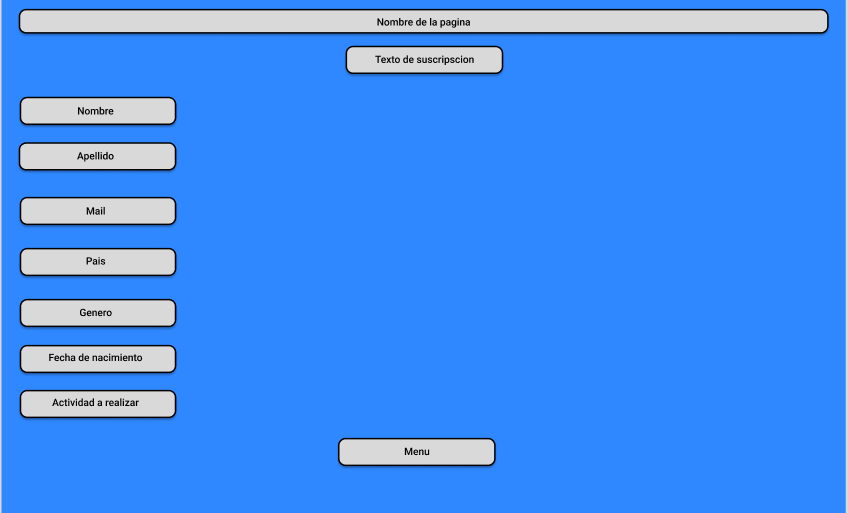 Nombre de la pagina
Texto de suscripscion
Nombre
Apellido
Mail
Pais
Genero
Fecha de nacimiento
Actividad a realizar
Menu